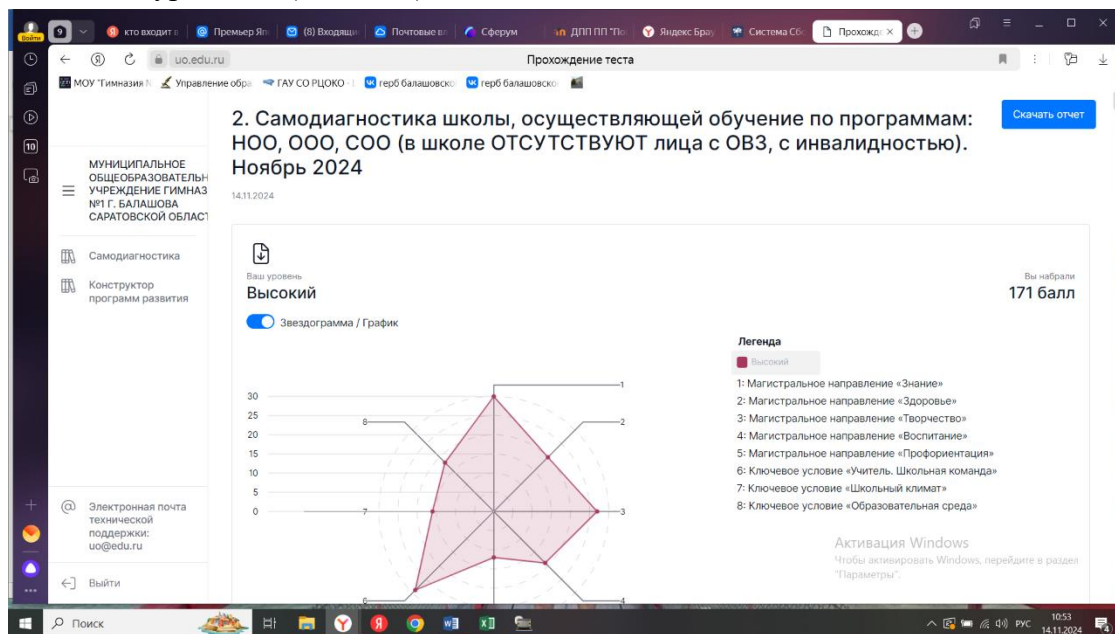 Войти
9
кто входит в
Премьер Япо
(8) Входящи
Почтовые вл
Сферум
ДПП ПП "По
Яндекс Брау
Система Сб
Прохожде
uo.edu.ru
Прохождение теста
МОУ "Гимназия №
Управление обра
ГАУ СО РЦОКО -
герб балашовско
герб балашовско
10
МУНИЦИПАЛЬНОЕ
ОБЩЕОБРАЗОВАТЕЛЬН
УЧРЕЖДЕНИЕ ГИМНАЗ
№1 Г. БАЛАШОВА
САРАТОВСКОЙ ОБЛАСТ
Самодиагностика
Конструктор
программ развития
Электронная почта
технической
поддержки:
uo@edu.ru
Выйти
2. Самодиагностика школы, осуществляющей обучение по программам:
НОО, ООО, СОО (в школе ОТСУТСТВУЮТ лица с ОВЗ, с инвалидностью).
Ноябрь 2024
14.11.2024
Скачать отчет
Ваш уровень
Высокий
Вы набрали
171 балл
Звездограмма / График
30
25
20
15
10
5
0
1
2
3
4
6
7
8
Легенда
Высокий
1: Магистральное направление «Знание»
2: Магистральное направление «Здоровье»
3: Магистральное направление «Творчество»
4: Магистральное направление «Воспитание»
5: Магистральное направление «Профориентация»
6: Ключевое условие «Учитель. Школьная команда»
7: Ключевое условие «Школьный климат»
8: Ключевое условие «Образовательная среда»
Активация Windows
Чтобы активировать Windows, перейдите в раздел
"Параметры".
Поиск
РУС
10:53
14.11.2024
4